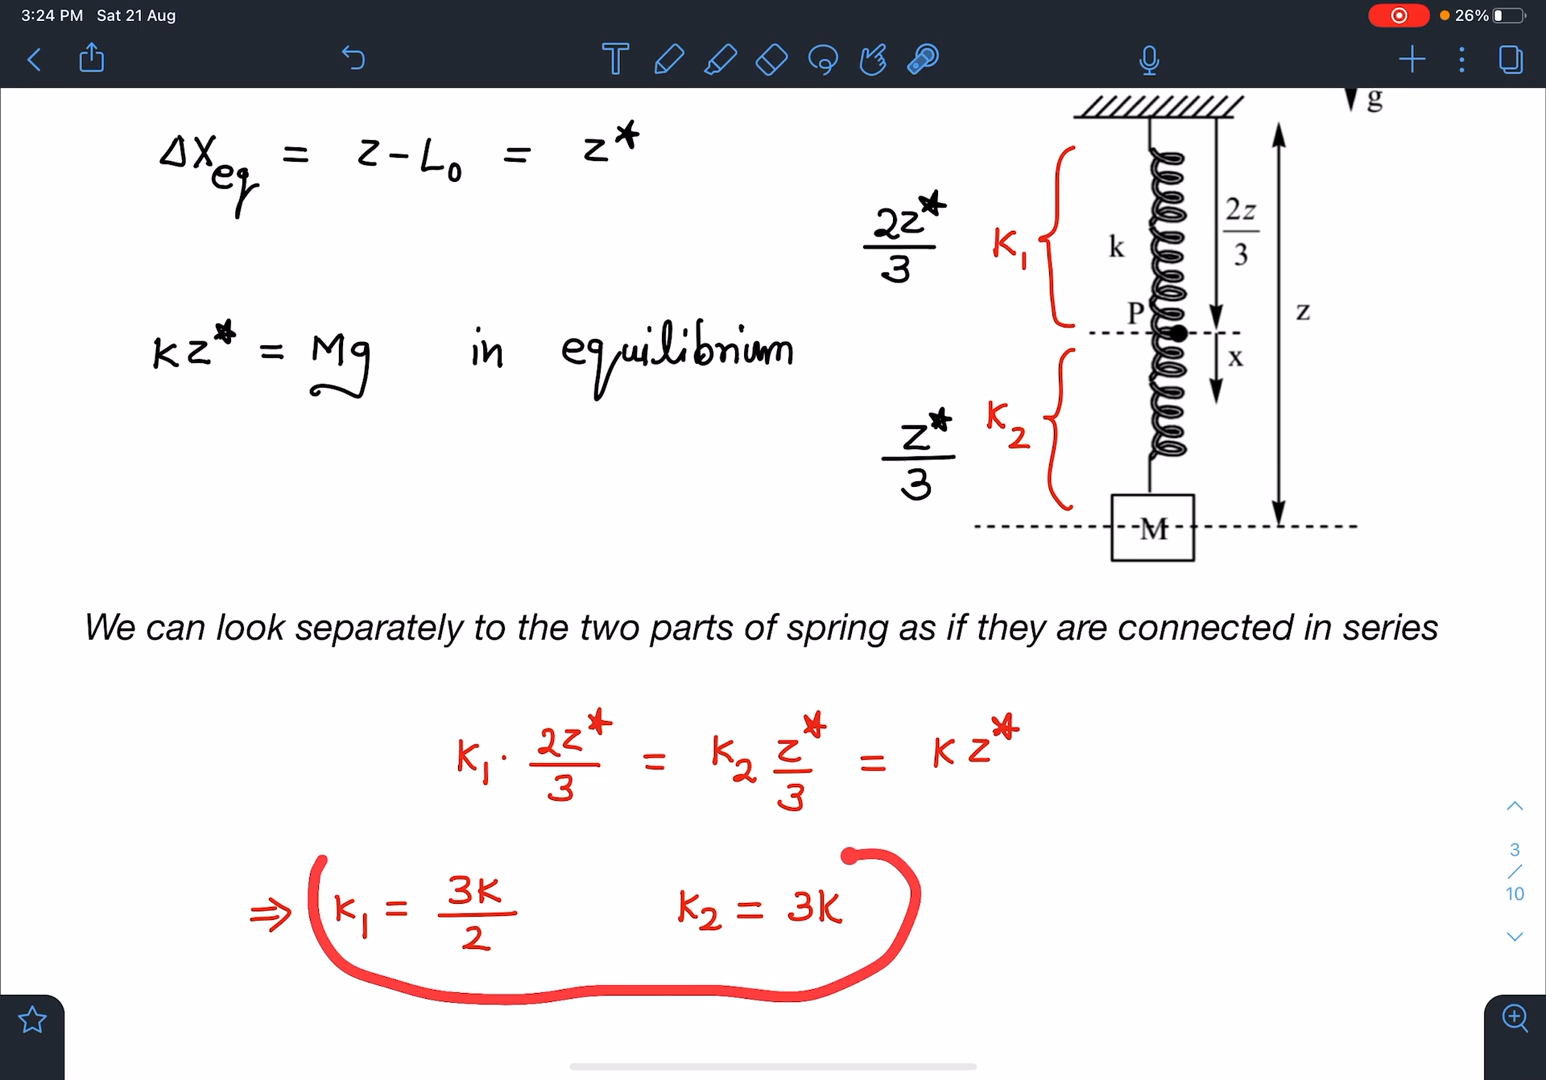 3:24 PM Sat 21 Aug
26%
Δx_eq = z - L₀ = z*
Kz* = Mg in equilibrium
2z*/3 K₁
z*/3 K₂
g
k
2z/3
P
x
z
M
We can look separately to the two parts of spring as if they are connected in series
K₁ · 2z*/3 = K₂ z*/3 = K z*
⇒ K₁ = 3K/2 K₂ = 3K
3
/
10